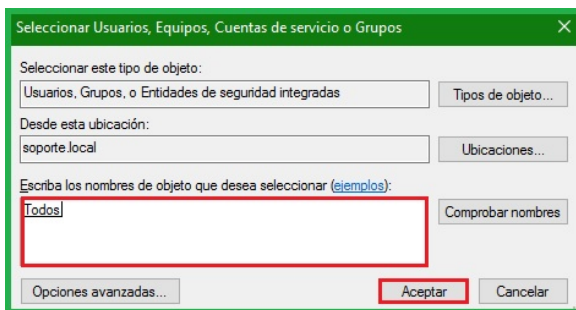 Seleccionar Usuarios, Equipos, Cuentas de servicio o Grupos
Seleccionar este tipo de objeto:
Usuarios, Grupos, o Entidades de seguridad integradas
Tipos de objeto...
Desde esta ubicación:
soporte.local
Ubicaciones...
Escriba los nombres de objeto que desea seleccionar (ejemplos):
Todos
Comprobar nombres
Opciones avanzadas...
Aceptar
Cancelar